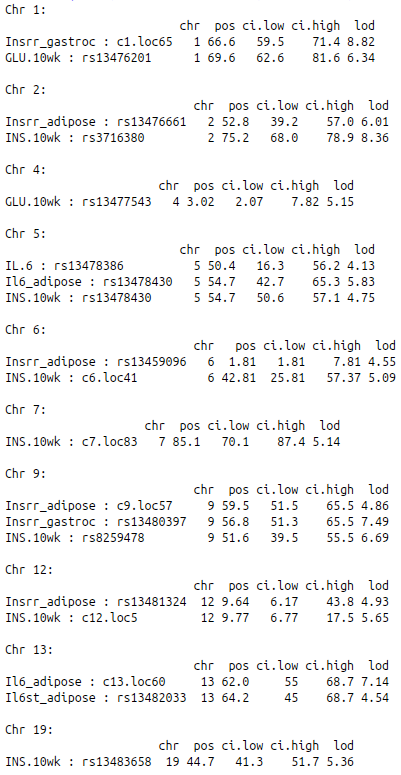 Chr 1:
chr pos ci.low ci.high lod
Insrr_gastroc : c1.loc65 1 66.6 59.5 71.4 8.82
GLU.10wk : rs13476201 1 69.6 62.6 81.6 6.34
Chr 2:
chr pos ci.low ci.high lod
Insrr_adipose : rs13476661 2 52.8 39.2 57.0 6.01
INS.10wk : rs3716380 2 75.2 68.0 78.9 8.36
Chr 4:
chr pos ci.low ci.high lod
GLU.10wk : rs13477543 4 3.02 2.07 7.82 5.15
Chr 5:
chr pos ci.low ci.high lod
IL.6 : rs13478386 5 50.4 16.3 56.2 4.13
Il6_adipose : rs13478430 5 54.7 42.7 65.3 5.83
INS.10wk : rs13478430 5 54.7 50.6 57.1 4.75
Chr 6:
chr pos ci.low ci.high lod
Insrr_adipose : rs13459096 6 1.81 1.81 7.81 4.55
INS.10wk : c6.loc41 6 42.81 25.81 57.37 5.09
Chr 7:
chr pos ci.low ci.high lod
INS.10wk : c7.loc83 7 85.1 70.1 87.4 5.14
Chr 9:
chr pos ci.low ci.high lod
Insrr_adipose : c9.loc57 9 59.5 51.5 65.5 4.86
Insrr_gastroc : rs13480397 9 56.8 51.3 65.5 7.49
INS.10wk : rs8259478 9 51.6 39.5 55.5 6.69
Chr 12:
chr pos ci.low ci.high lod
Insrr_adipose : rs13481324 12 9.64 6.17 43.8 4.93
INS.10wk : c12.loc5 12 9.77 6.77 17.5 5.65
Chr 13:
chr pos ci.low ci.high lod
Il6_adipose : c13.loc60 13 62.0 55 68.7 7.14
Il6st_adipose : rs13482033 13 64.2 45 68.7 4.54
Chr 19:
chr pos ci.low ci.high lod
INS.10wk : rs13483658 19 44.7 41.3 51.7 5.36